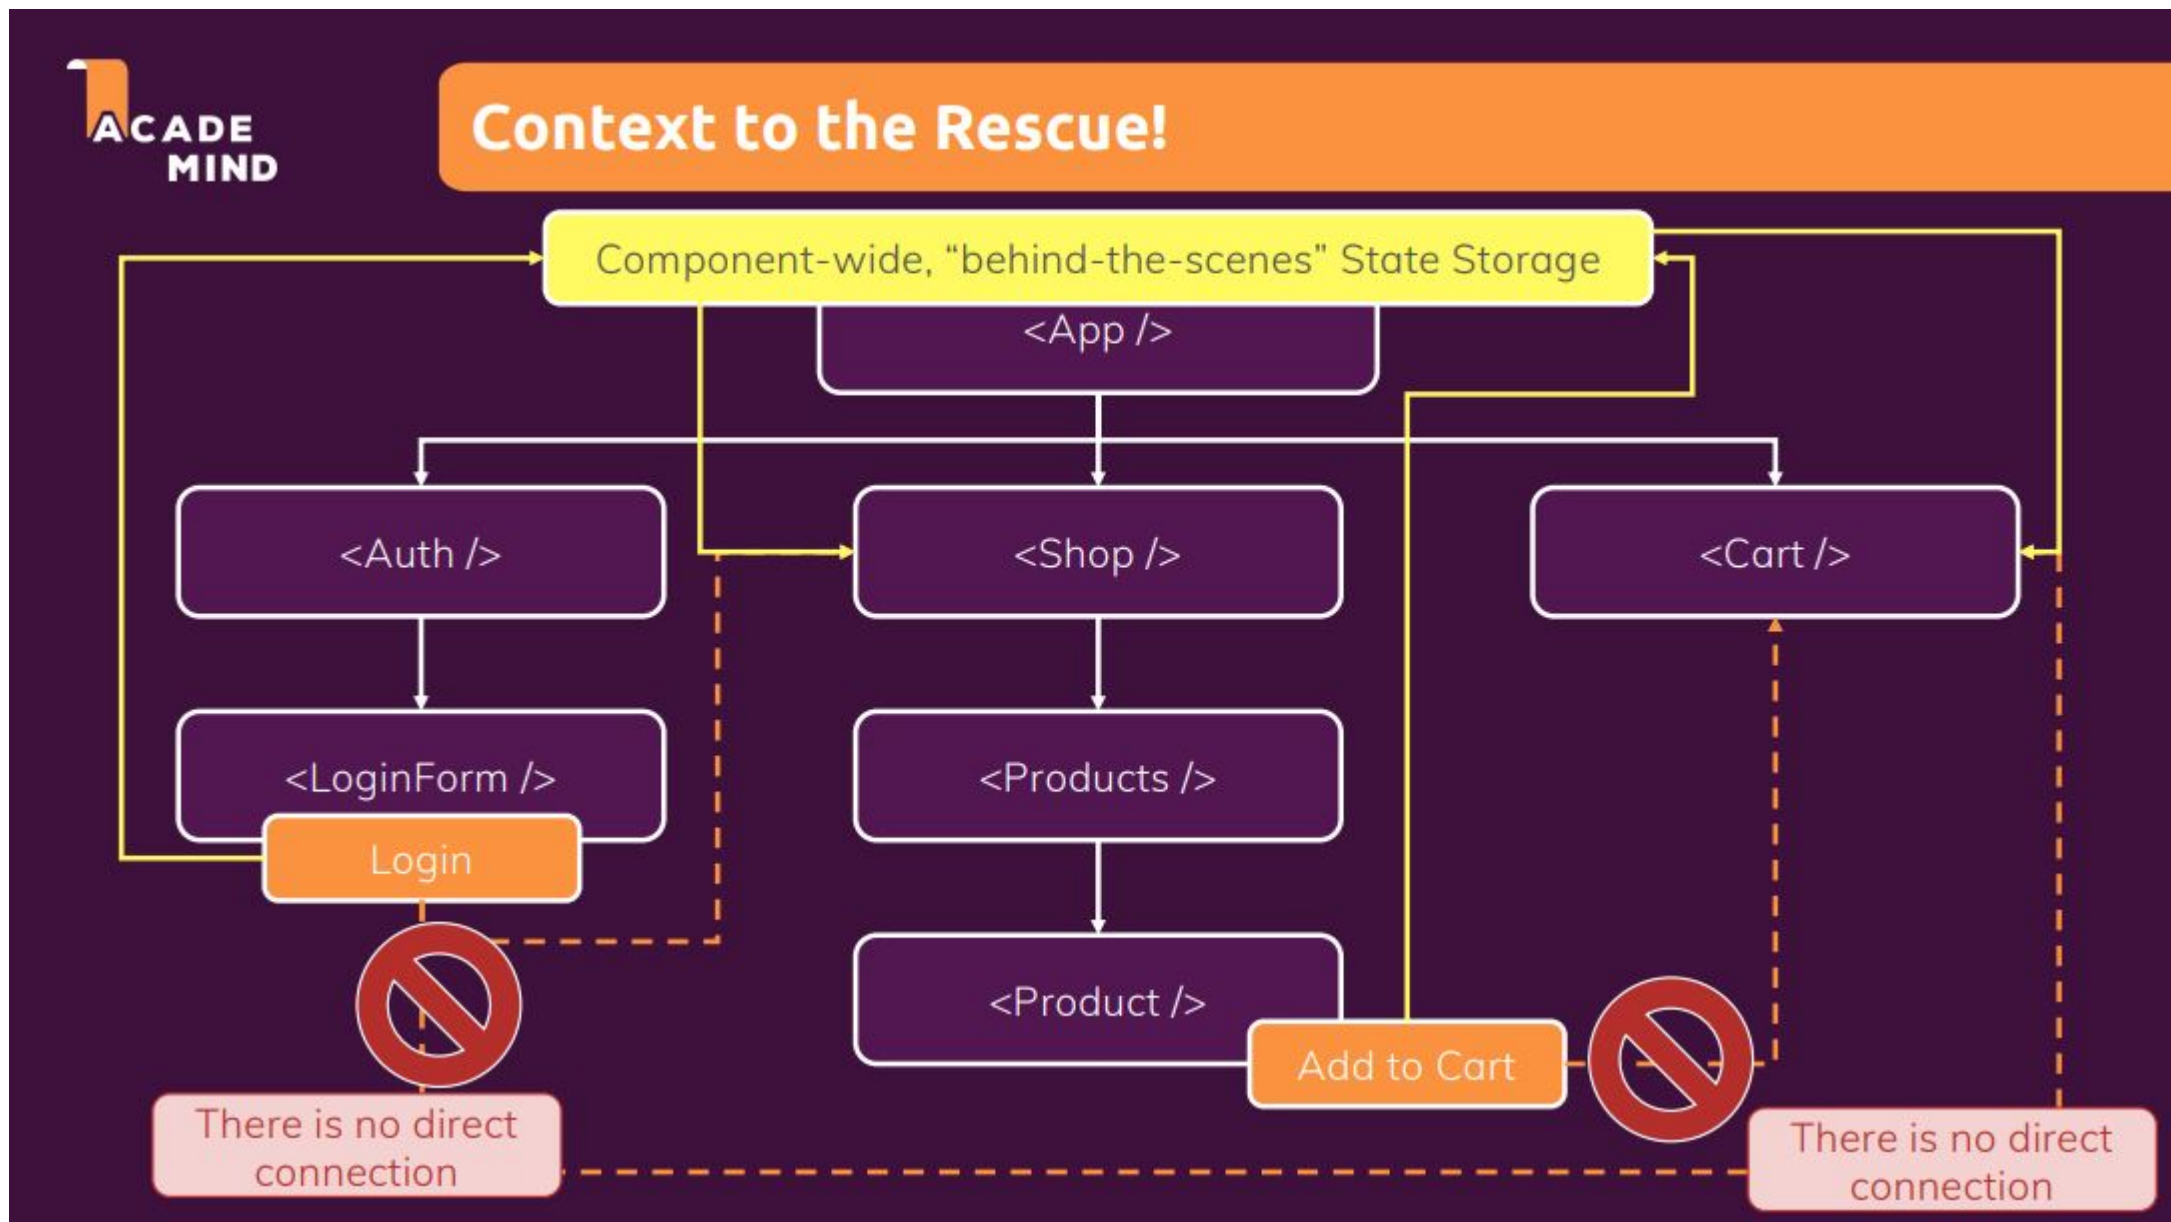 ACADE
MIND
Context to the Rescue!
Component-wide, “behind-the-scenes” State Storage
<App />
<Auth />
<Shop />
<Cart />
<LoginForm />
<Products />
Login
<Product />
Add to Cart
There is no direct
connection
There is no direct
connection